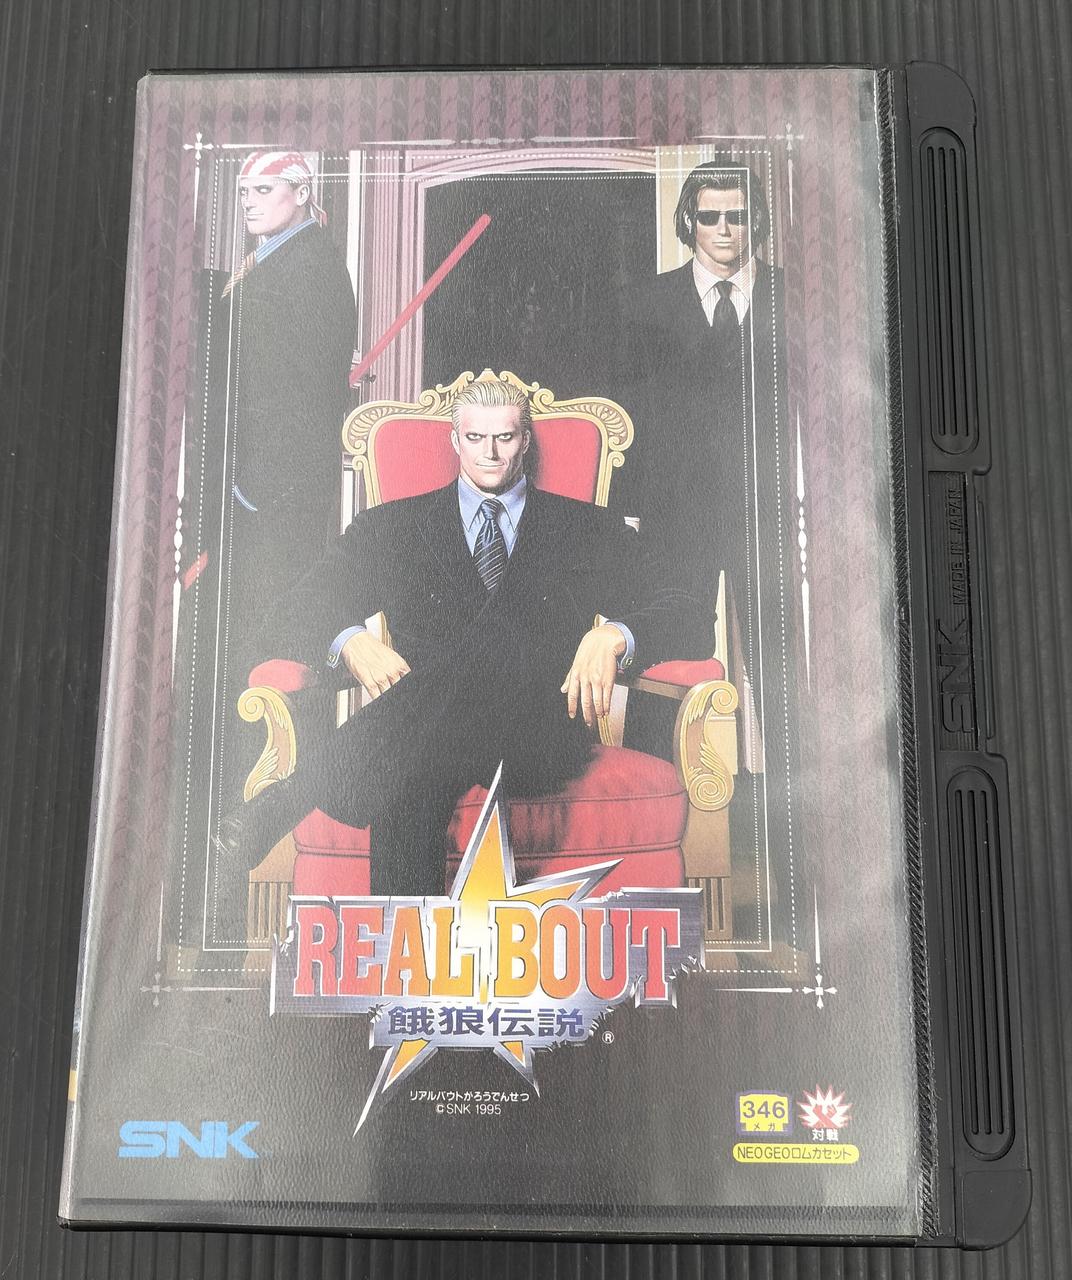 REAL BOUT
餓狼伝説
®
リアルバウトがろうでんせつ
©SNK 1995
SNK
346
メガ
対戦
NEOGEOロムカセット
SNK MADE IN JAPAN